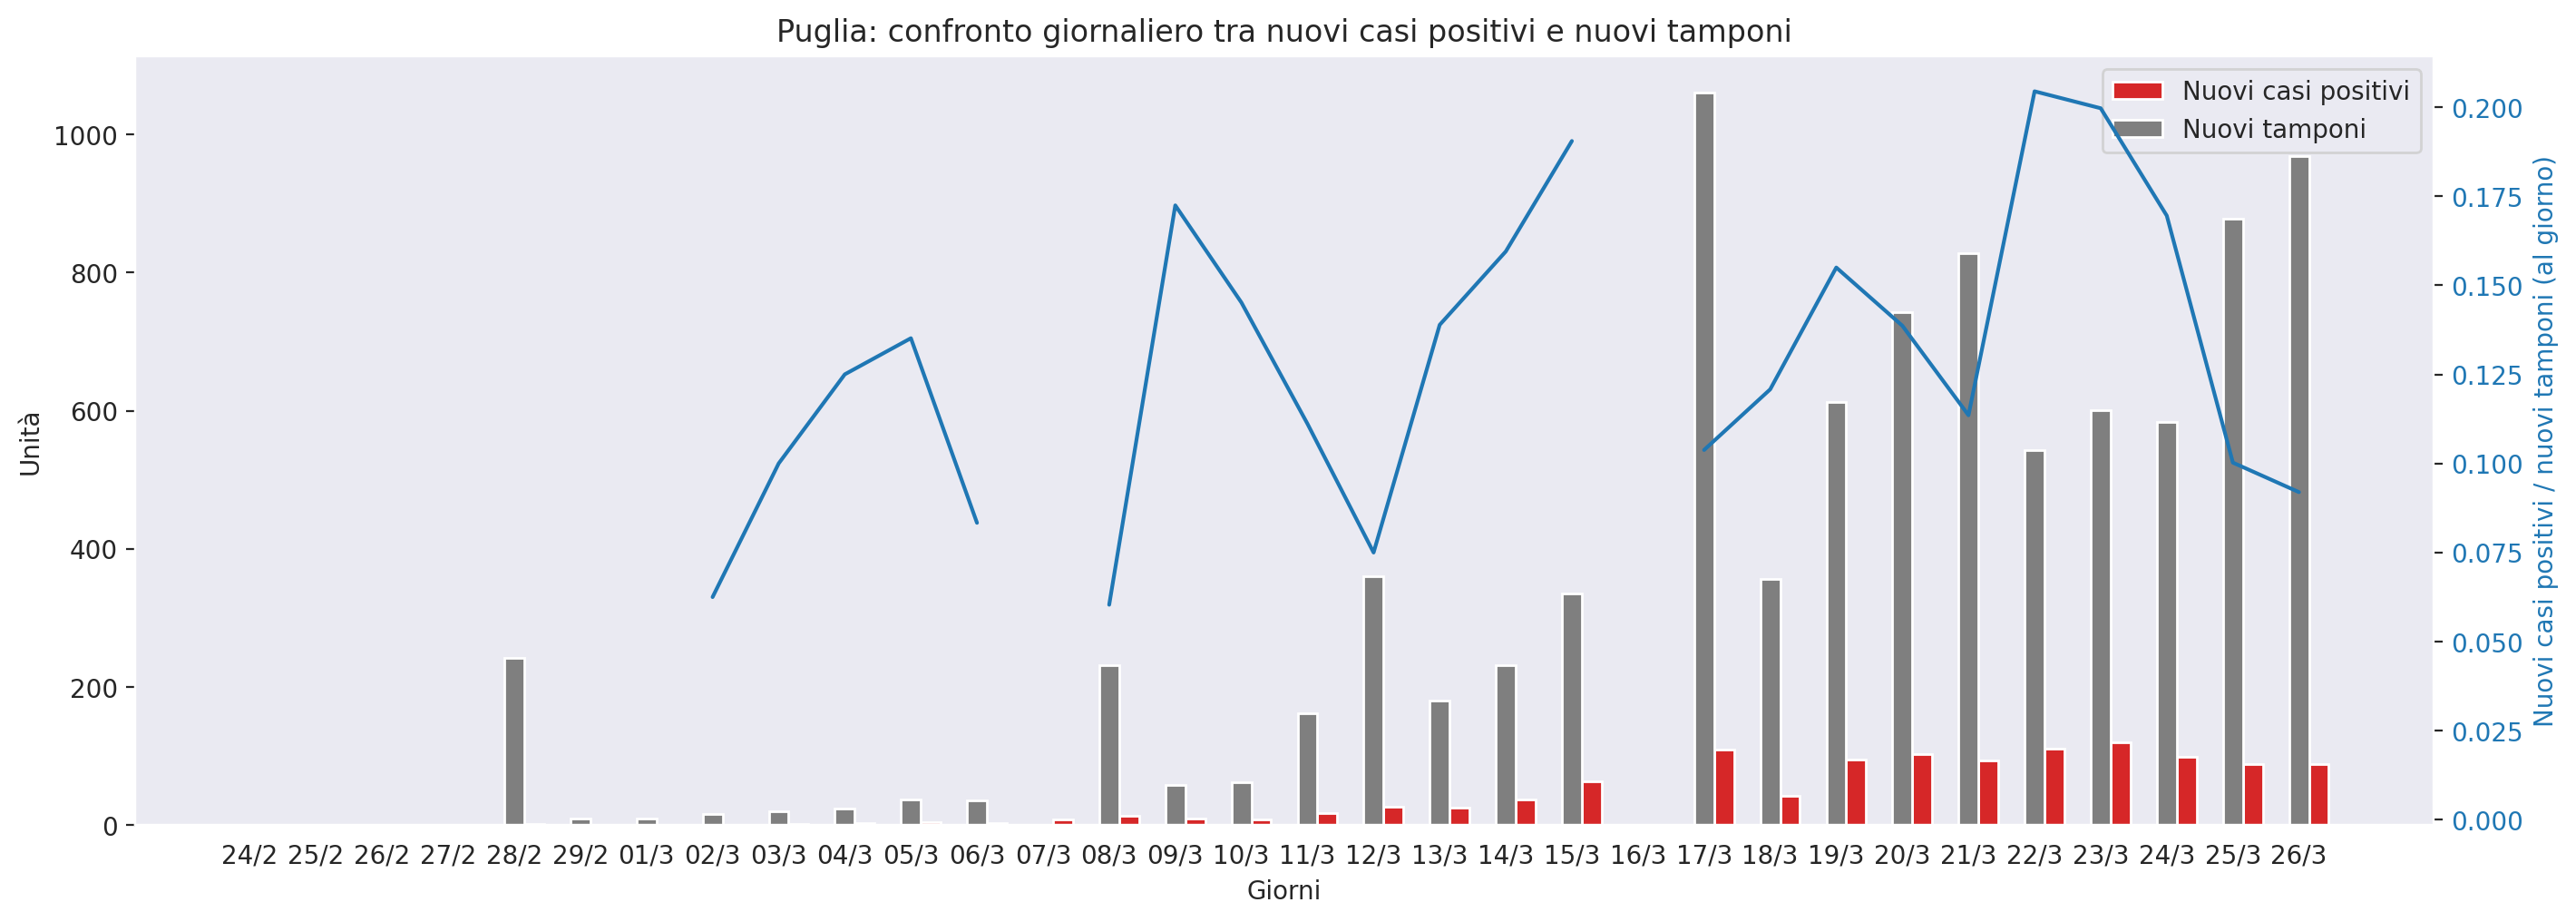 Puglia: confronto giornaliero tra nuovi casi positivi e nuovi tamponi
Nuovi casi positivi
Nuovi tamponi
1000
800
600
400
200
0
Unità
0.200
0.175
0.150
0.125
0.100
0.075
0.050
0.025
0.000
Nuovi casi positivi / nuovi tamponi (al giorno)
24/2 25/2 26/2 27/2 28/2 29/2 01/3 02/3 03/3 04/3 05/3 06/3 07/3 08/3 09/3 10/3 11/3 12/3 13/3 14/3 15/3 16/3 17/3 18/3 19/3 20/3 21/3 22/3 23/3 24/3 25/3 26/3
Giorni